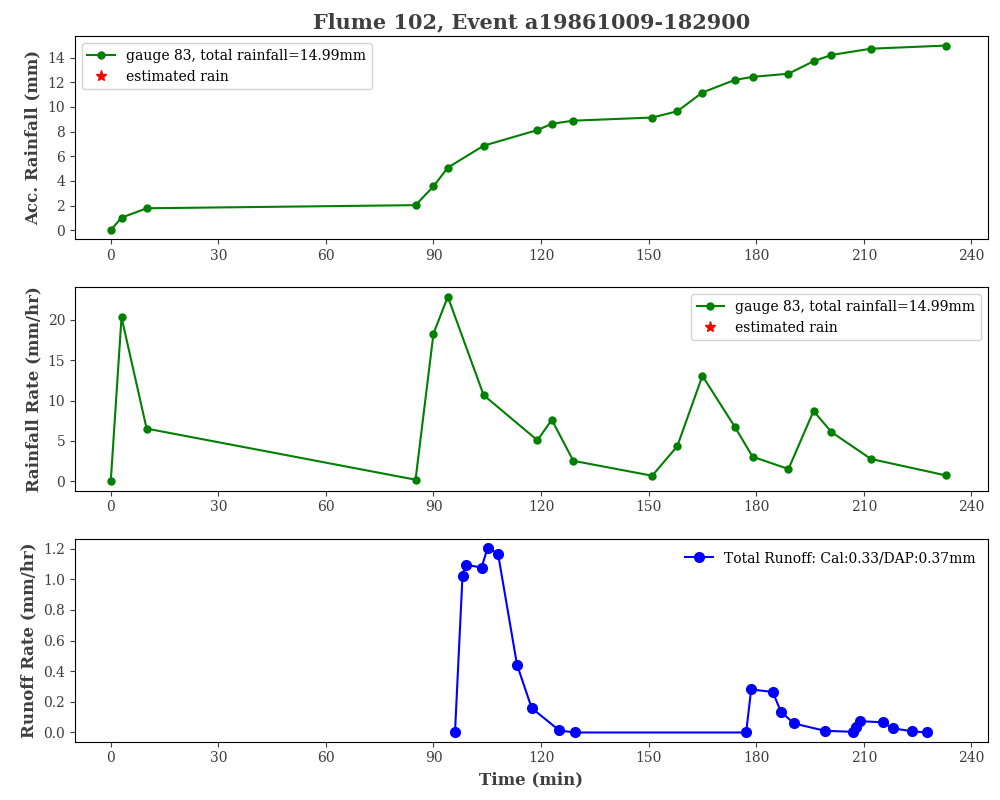 Flume 102, Event a19861009-182900
Acc. Rainfall (mm)
14
12
10
8
6
4
2
0
gauge 83, total rainfall=14.99mm
estimated rain
0 30 60 90 120 150 180 210 240
Rainfall Rate (mm/hr)
20
15
10
5
0
gauge 83, total rainfall=14.99mm
estimated rain
0 30 60 90 120 150 180 210 240
Runoff Rate (mm/hr)
1.2
1.0
0.8
0.6
0.4
0.2
0.0
Total Runoff: Cal:0.33/DAP:0.37mm
0 30 60 90 120 150 180 210 240
Time (min)